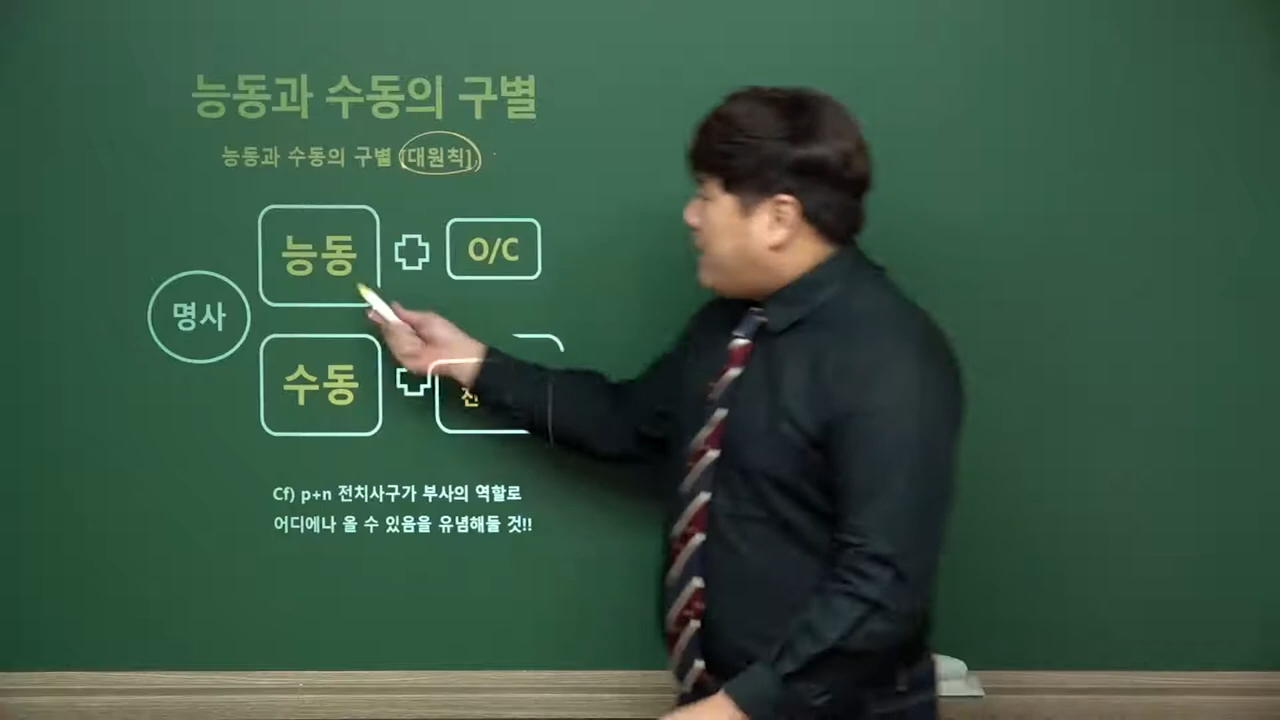 능동과 수동의 구별
능동과 수동의 구별 [대원칙]
능동
O/C
명사
수동
Cf) p+n 전치사구가 부사의 역할로
어디에나 올 수 있음을 유념해둘 것!!